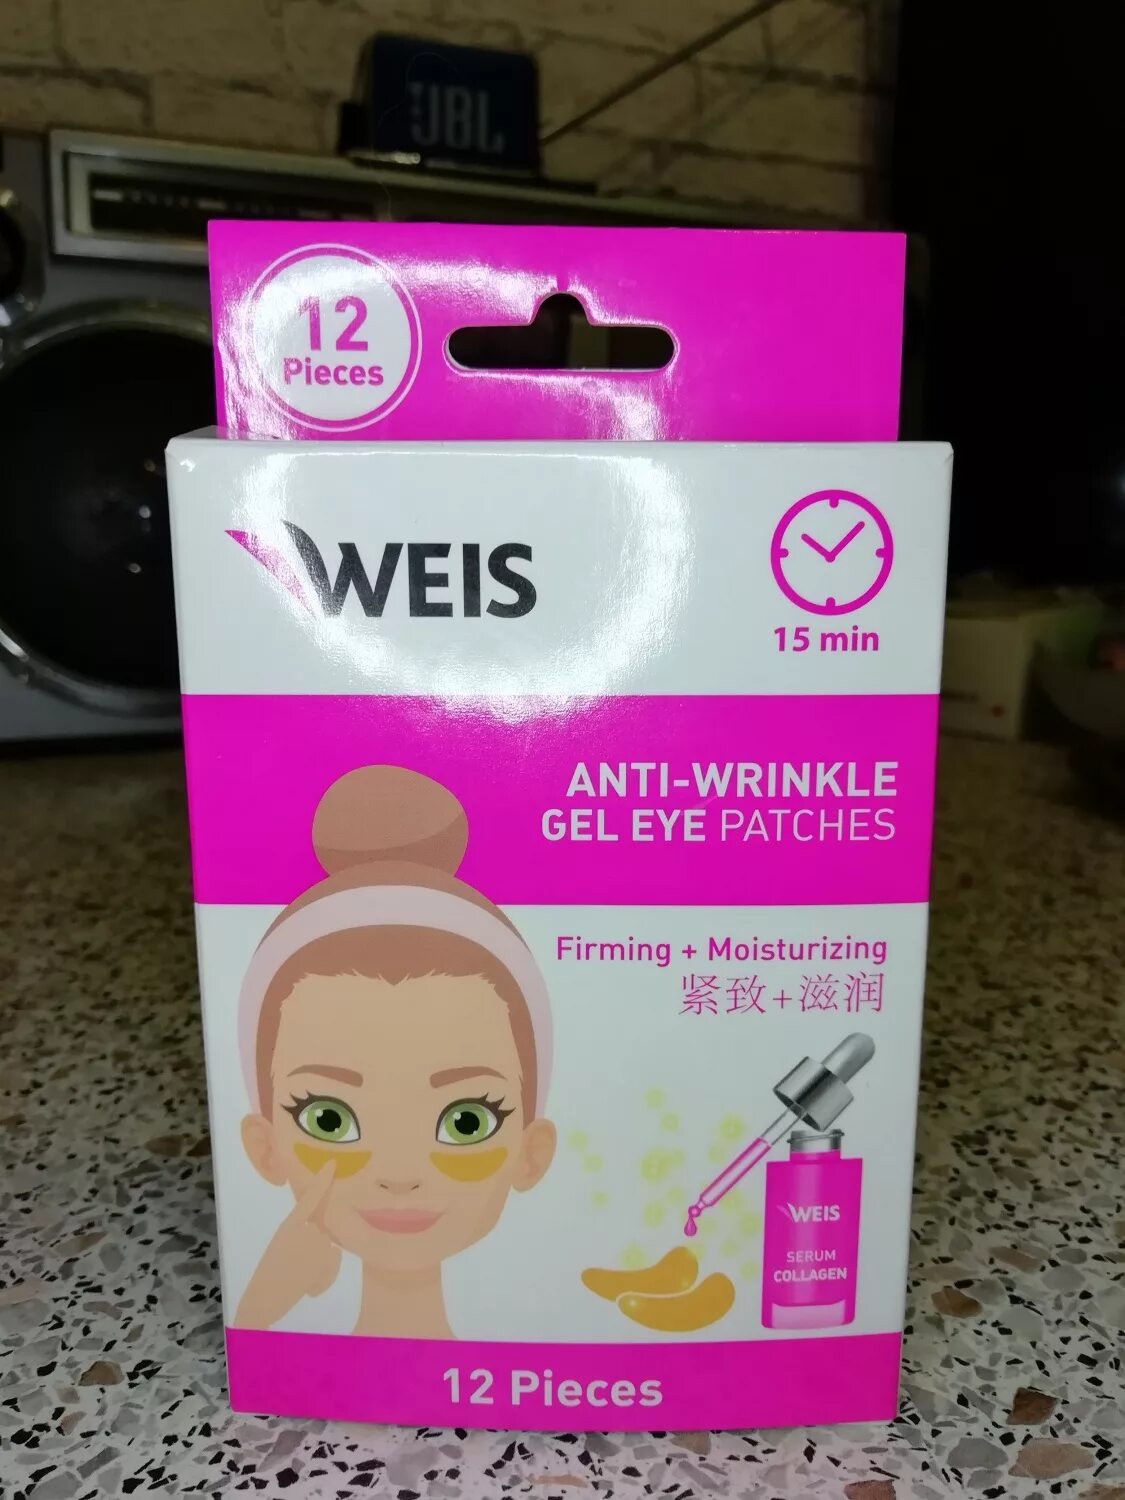 JBL
12
Pieces
WEIS
15 min
ANTI-WRINKLE
GEL EYE PATCHES
Firming + Moisturizing
紧致+滋润
WEIS
SERUM
COLLAGEN
12 Pieces